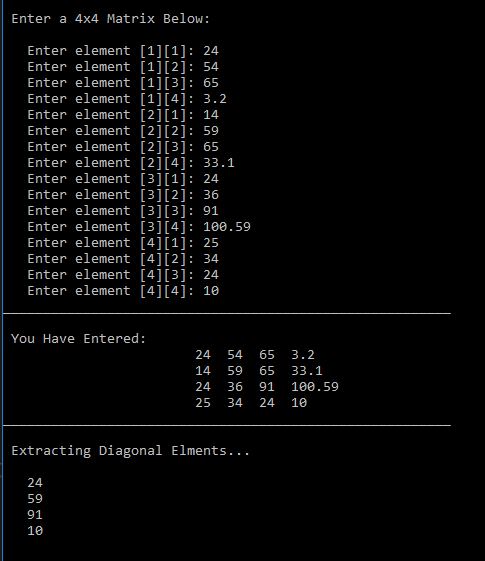 Enter a 4x4 Matrix Below:
Enter element [1][1]: 24
Enter element [1][2]: 54
Enter element [1][3]: 65
Enter element [1][4]: 3.2
Enter element [2][1]: 14
Enter element [2][2]: 59
Enter element [2][3]: 65
Enter element [2][4]: 33.1
Enter element [3][1]: 24
Enter element [3][2]: 36
Enter element [3][3]: 91
Enter element [3][4]: 100.59
Enter element [4][1]: 25
Enter element [4][2]: 34
Enter element [4][3]: 24
Enter element [4][4]: 10
You Have Entered:
24 54 65 3.2
14 59 65 33.1
24 36 91 100.59
25 34 24 10
Extracting Diagonal Elments...
24
59
91
10